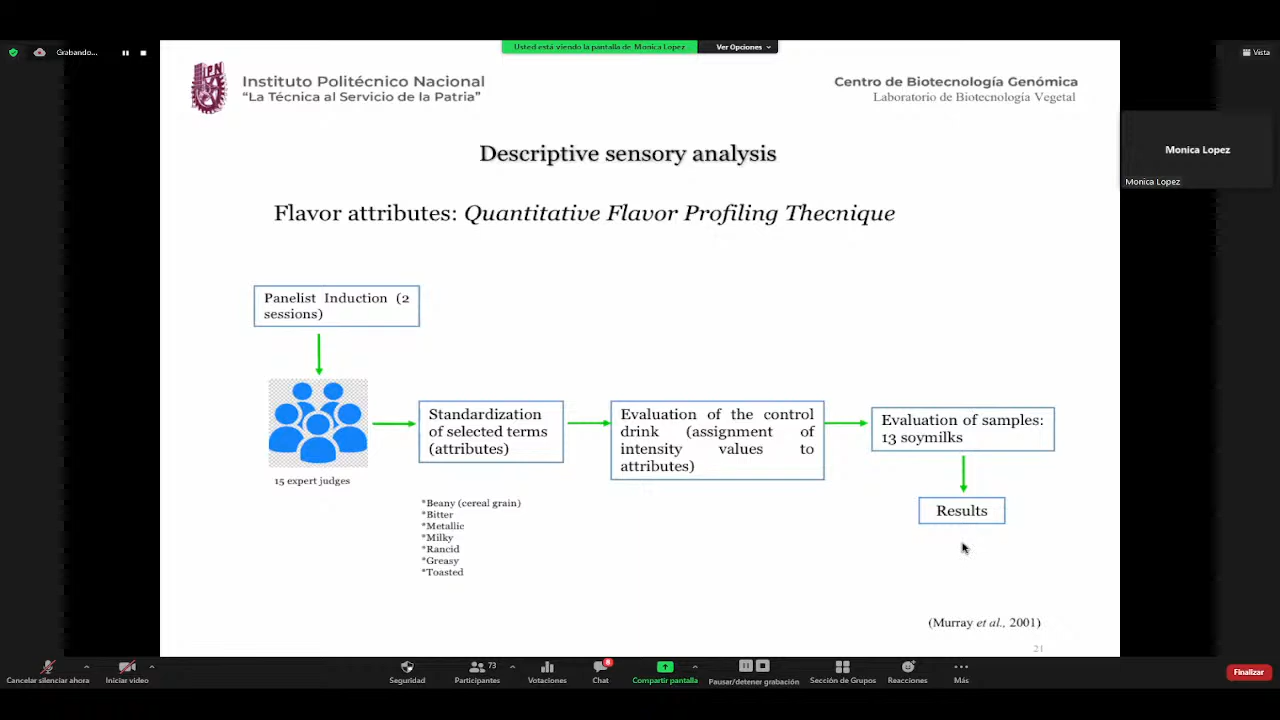 Grabando...
Usted está viendo la pantalla de Monica Lopez
Ver Opciones
Vista
IPN
Instituto Politécnico Nacional
"La Técnica al Servicio de la Patria"
Centro de Biotecnología Genómica
Laboratorio de Biotecnología Vegetal
Monica Lopez
Monica Lopez
Descriptive sensory analysis
Flavor attributes: Quantitative Flavor Profiling Thecnique
Panelist Induction (2
sessions)
15 expert judges
Standardization
of selected terms
(attributes)
*Beany (cereal grain)
*Bitter
*Metallic
*Milky
*Rancid
*Greasy
*Toasted
Evaluation of the control
drink (assignment of
intensity values to
attributes)
Evaluation of samples:
13 soymilks
Results
(Murray et al., 2001)
21
Cancelar silenciar ahora
Iniciar video
Seguridad
73
Participantes
Votaciones
8
Chat
Compartir pantalla
Pausar/detener grabación
Sección de Grupos
Reacciones
Más
Finalizar